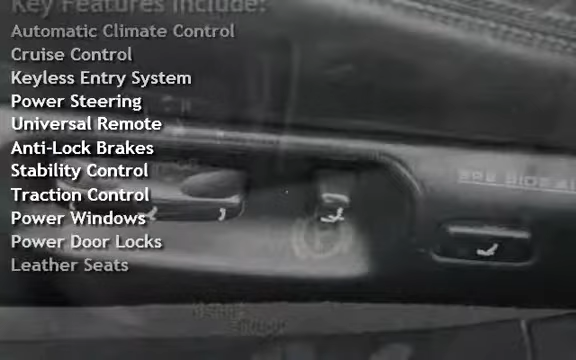 Key Features Include:
Automatic Climate Control
Cruise Control
Keyless Entry System
Power Steering
Universal Remote
Anti-Lock Brakes
Stability Control
Traction Control
Power Windows
Power Door Locks
Leather Seats